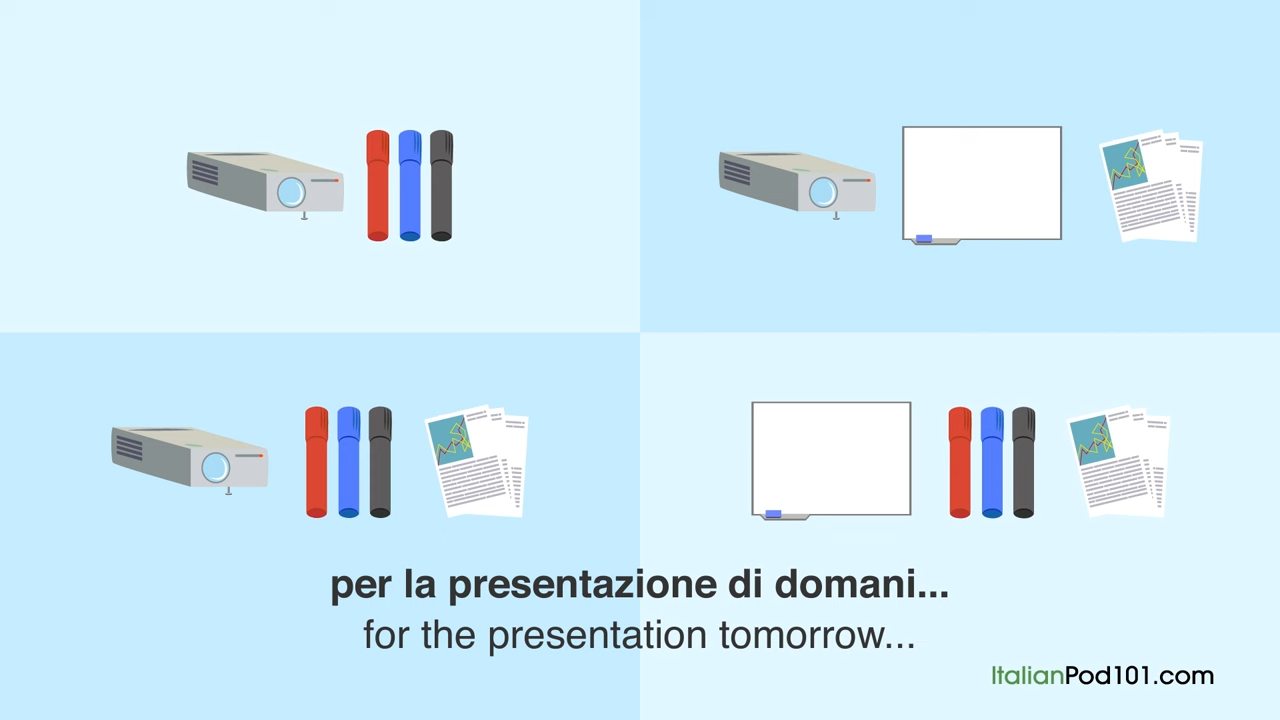 per la presentazione di domani...
for the presentation tomorrow...
ItalianPod101.com